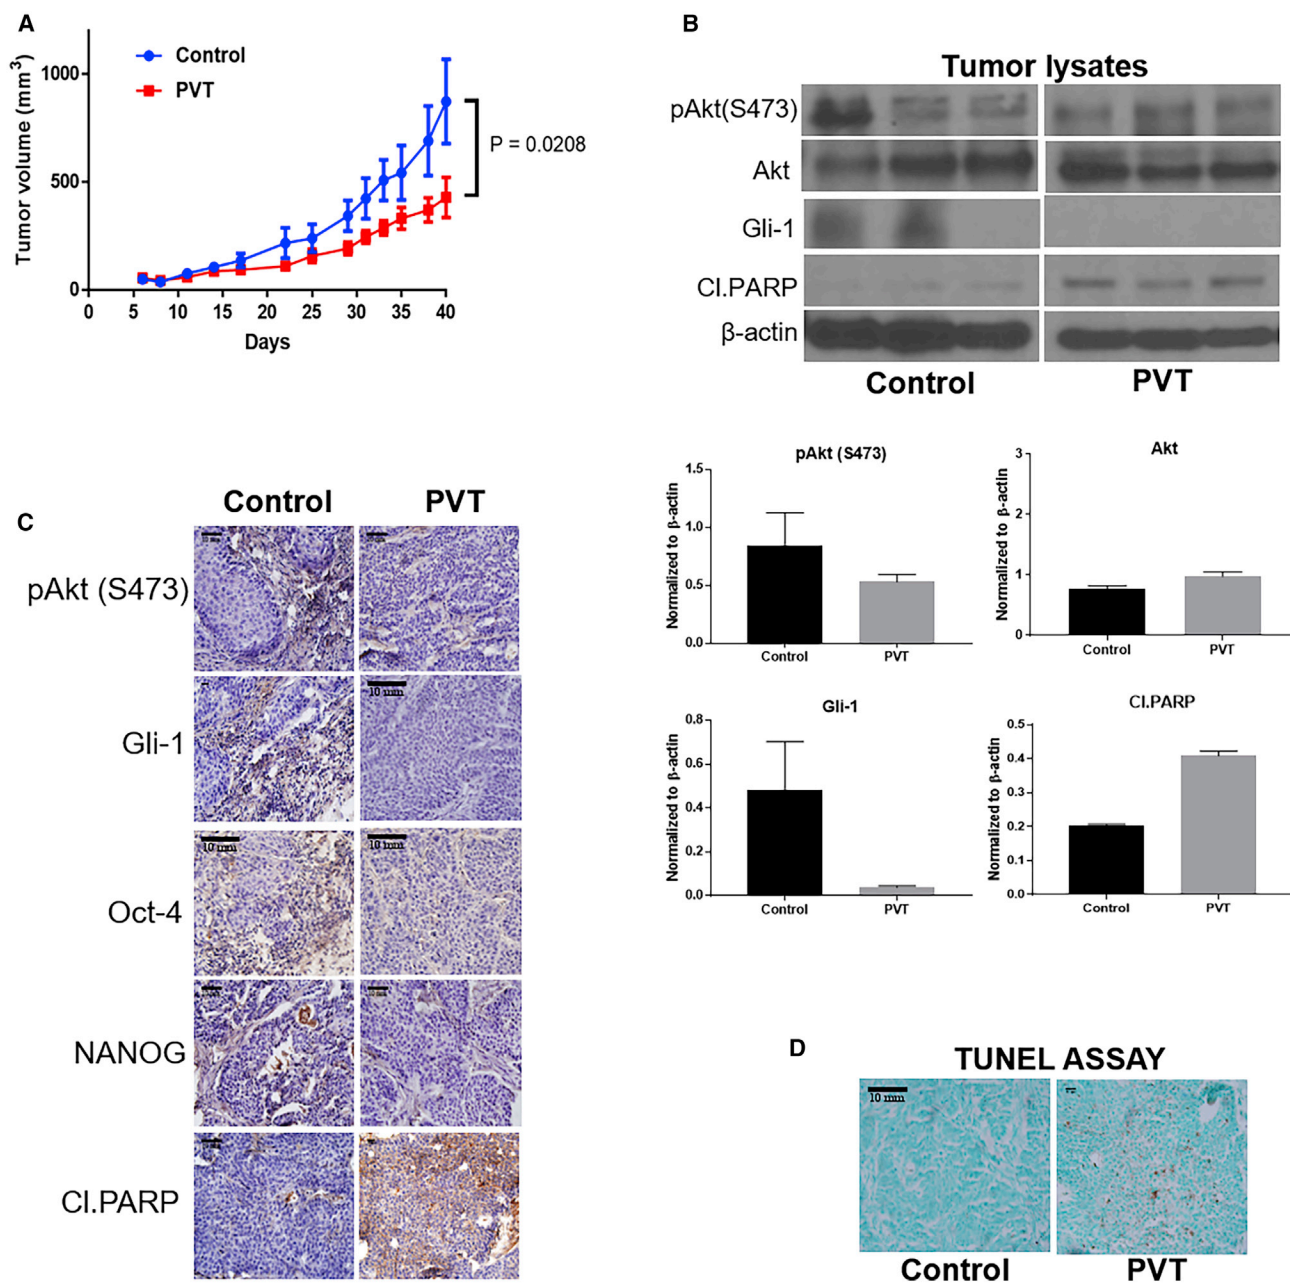 A
Tumor volume (mm³)
1000
500
0
Control
PVT
P = 0.0208
0 5 10 15 20 25 30 35 40
Days
B
Tumor lysates
pAkt(S473)
Akt
Gli-1
Cl.PARP
β-actin
Control PVT
pAkt (S473)
Normalized to β-actin
1.5
1.0
0.5
0.0
Control PVT
Akt
Normalized to β-actin
3
2
1
0
Control PVT
Gli-1
Normalized to β-actin
0.8
0.6
0.4
0.2
0.0
Control PVT
Cl.PARP
Normalized to β-actin
0.5
0.4
0.3
0.2
0.1
0.0
Control PVT
C
Control PVT
pAkt (S473)
Gli-1
10 mm
Oct-4
10 mm
10 mm
NANOG
Cl.PARP
D
TUNEL ASSAY
10 mm
Control PVT